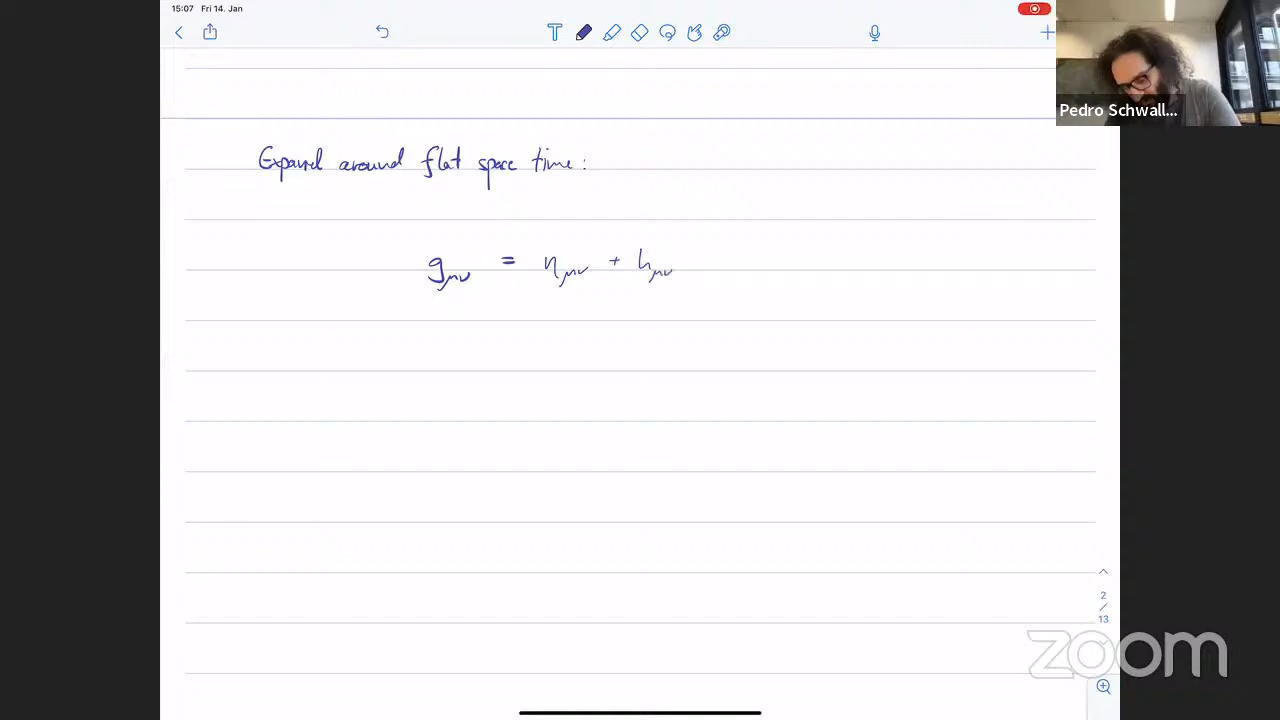 15:07 Fri 14. Jan
Pedro Schwall...
Expand around flat space time:
gμν = ημν + hμν
2
/
13
zoom